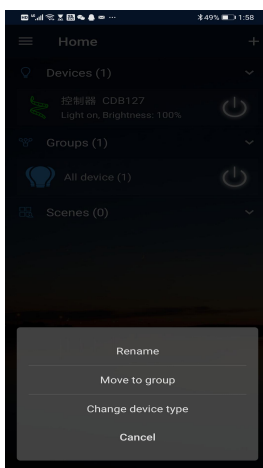 49% 1:58
Home
Devices (1)
控制器 CDB127
Light on, Brightness: 100%
Groups (1)
All device (1)
Scenes (0)
Rename
Move to group
Change device type
Cancel